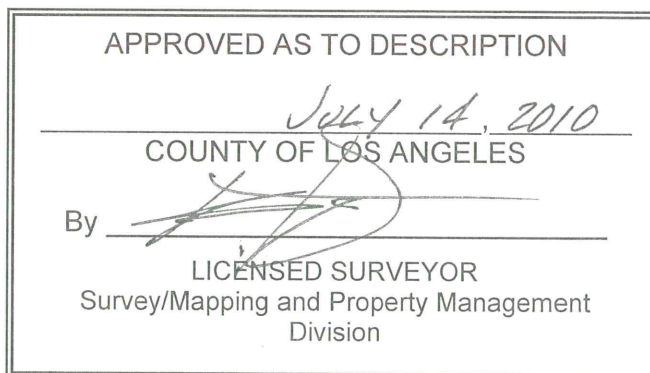 APPROVED AS TO DESCRIPTION
JULY 14, 2010
COUNTY OF LOS ANGELES
By
LICENSED SURVEYOR
Survey/Mapping and Property Management
Division